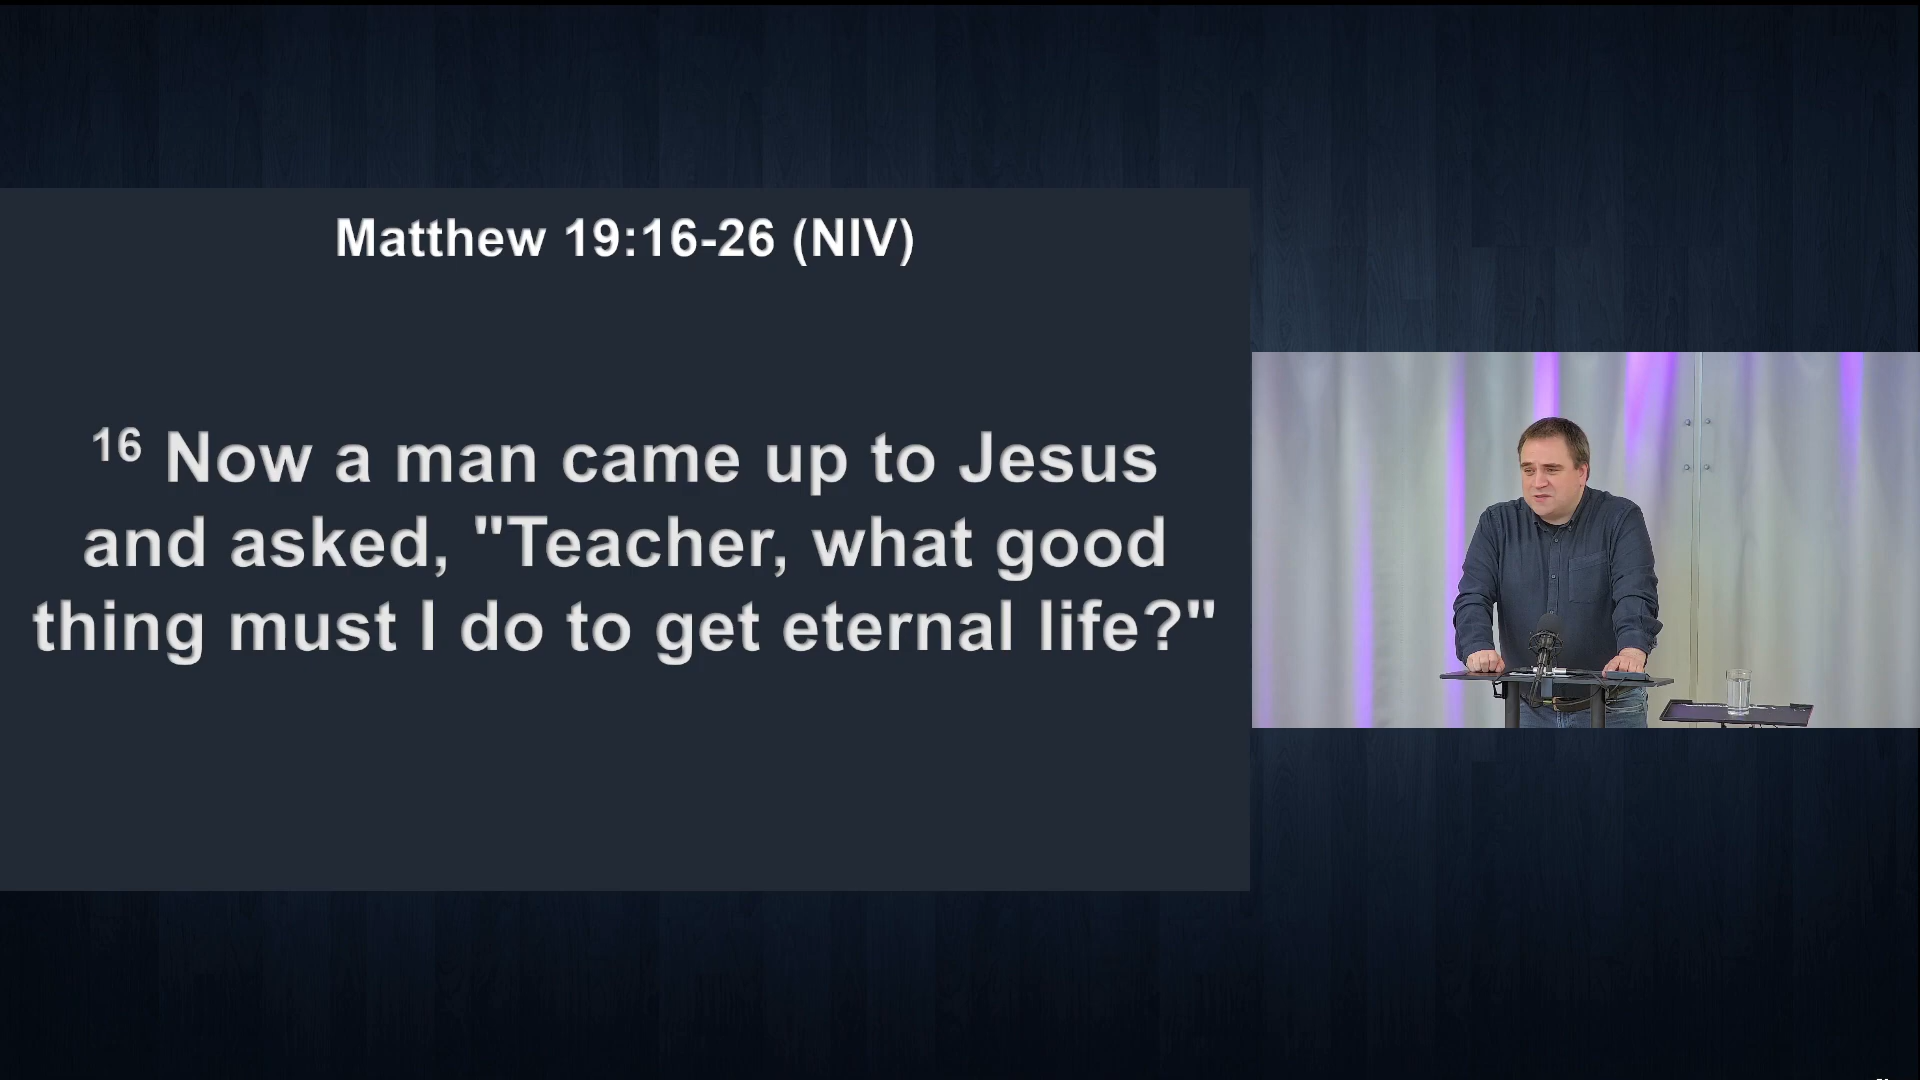 Matthew 19:16-26 (NIV)
16 Now a man came up to Jesus
and asked, "Teacher, what good
thing must I do to get eternal life?"